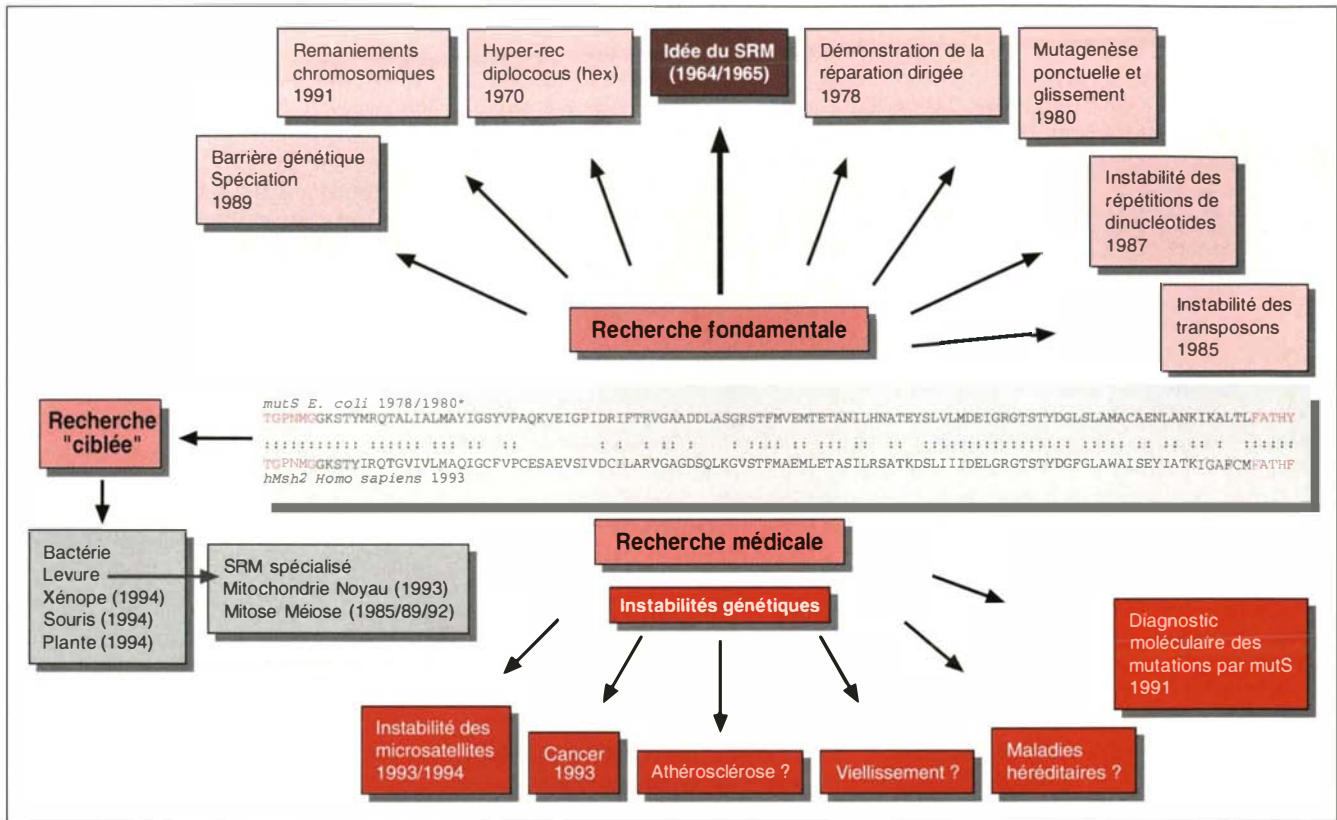 Remaniements
chromosomiques
1991
Hyper-rec
diplococus (hex)
1970
Idée du SRM
(1964/1965)
Démonstration de la
réparation dirigée
1978
Mutagenèse
ponctuelle et
glissement
1980
Barrière génétique
Spéciation
1989
Instabilité des
répétitions de
dinucléotides
1987
Recherche fondamentale
Instabilité des
transposons
1985
Recherche
"ciblée"
mutS E. coli 1978/1980*
TGPNMGGKSTYMRQTALIALMAYIGSYVPAQKVEIGPIDRIFTRVGAADDLASGRSTFMVEMTETANILHNATEYSLVLMDEIGRGTSTYDGLSLAMACAENLANKIKALTLFATHY
TGPNMGGKSTYIRQTGVIVLMAQIGCFVPCESAEVSIVDCILARVGAGDSQLKGVSTFMAEMLETASILRSATKDSLIIIDELGRGTSTYDGFGLAWAISEYIATKIGAFCMFATHF
hMsh2 Homo sapiens 1993
Recherche médicale
Bactérie
Levure
Xénope (1994)
Souris (1994)
Plante (1994)
SRM spécialisé
Mitochondrie Noyau (1993)
Mitose Méiose (1985/89/92)
Instabilités génétiques
Diagnostic
moléculaire des
mutations par mutS
1991
Instabilité des
microsatellites
1993/1994
Cancer
1993
Athérosclérose ?
Viellissement ?
Maladies
héréditaires ?